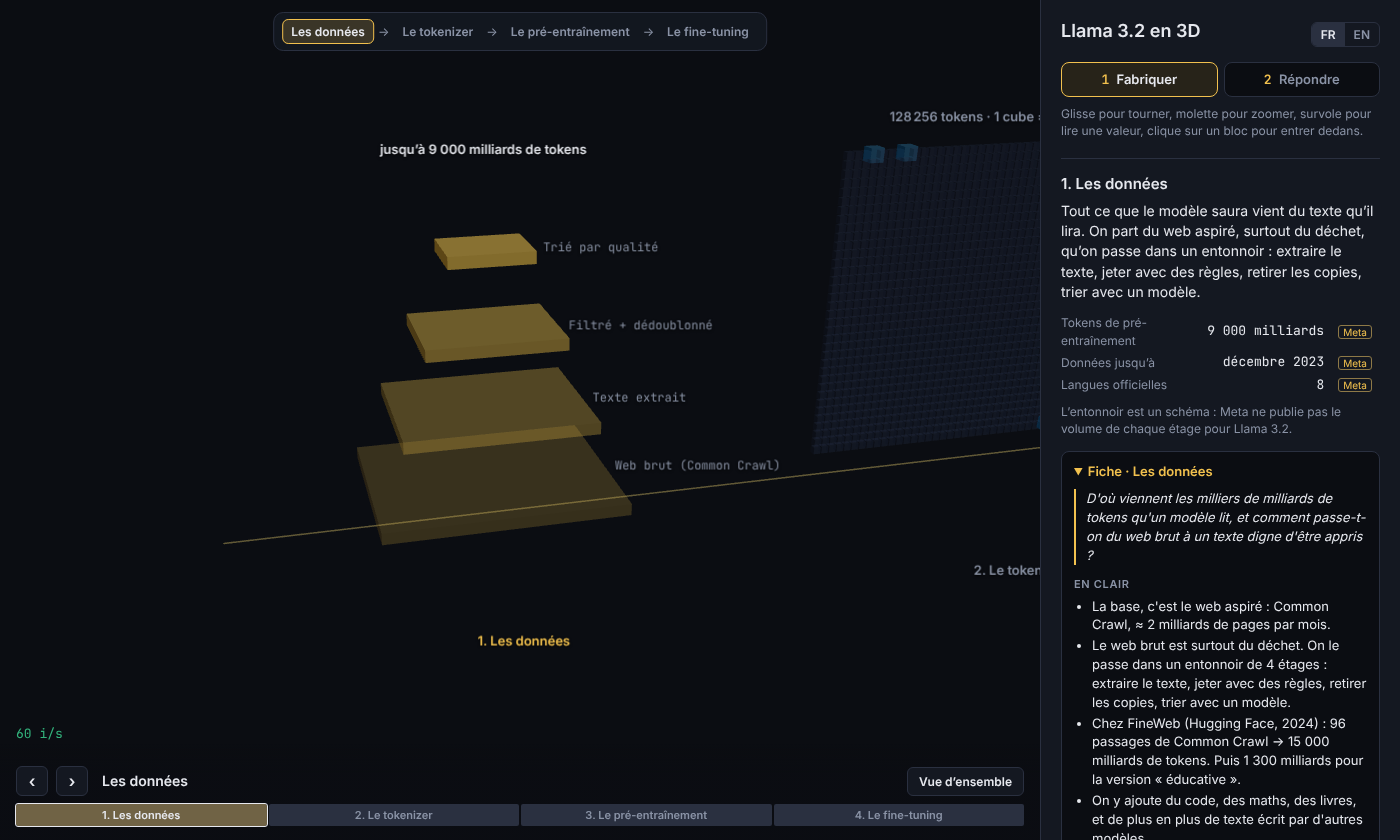 Les données → Le tokenizer → Le pré-entraînement → Le fine-tuning
128 256 tokens · 1 cube
jusqu’à 9 000 milliards de tokens
Trié par qualité
Filtré + dédoublonné
Texte extrait
Web brut (Common Crawl)
2. Le token
1. Les données
60 i/s
‹ › Les données
Vue d’ensemble
1. Les données
2. Le tokenizer
3. Le pré-entraînement
4. Le fine-tuning
Llama 3.2 en 3D
FR EN
1 Fabriquer
2 Répondre
Glisse pour tourner, molette pour zoomer, survole pour
lire une valeur, clique sur un bloc pour entrer dedans.
1. Les données
Tout ce que le modèle saura vient du texte qu’il
lira. On part du web aspiré, surtout du déchet,
qu’on passe dans un entonnoir : extraire le
texte, jeter avec des règles, retirer les copies,
trier avec un modèle.
Tokens de pré-
entraînement
9 000 milliards Meta
Données jusqu’à décembre 2023 Meta
Langues officielles 8 Meta
L’entonnoir est un schéma : Meta ne publie pas le
volume de chaque étage pour Llama 3.2.
▼ Fiche · Les données
D'où viennent les milliers de milliards de
tokens qu'un modèle lit, et comment passe-t-
on du web brut à un texte digne d'être appris
?
EN CLAIR
• La base, c'est le web aspiré : Common
Crawl, ≈ 2 milliards de pages par mois.
• Le web brut est surtout du déchet. On le
passe dans un entonnoir de 4 étages :
extraire le texte, jeter avec des règles, retirer
les copies, trier avec un modèle.
• Chez FineWeb (Hugging Face, 2024) : 96
passages de Common Crawl → 15 000
milliards de tokens. Puis 1 300 milliards pour
la version « éducative ».
• On y ajoute du code, des maths, des livres,
et de plus en plus de texte écrit par d'autres
modèles